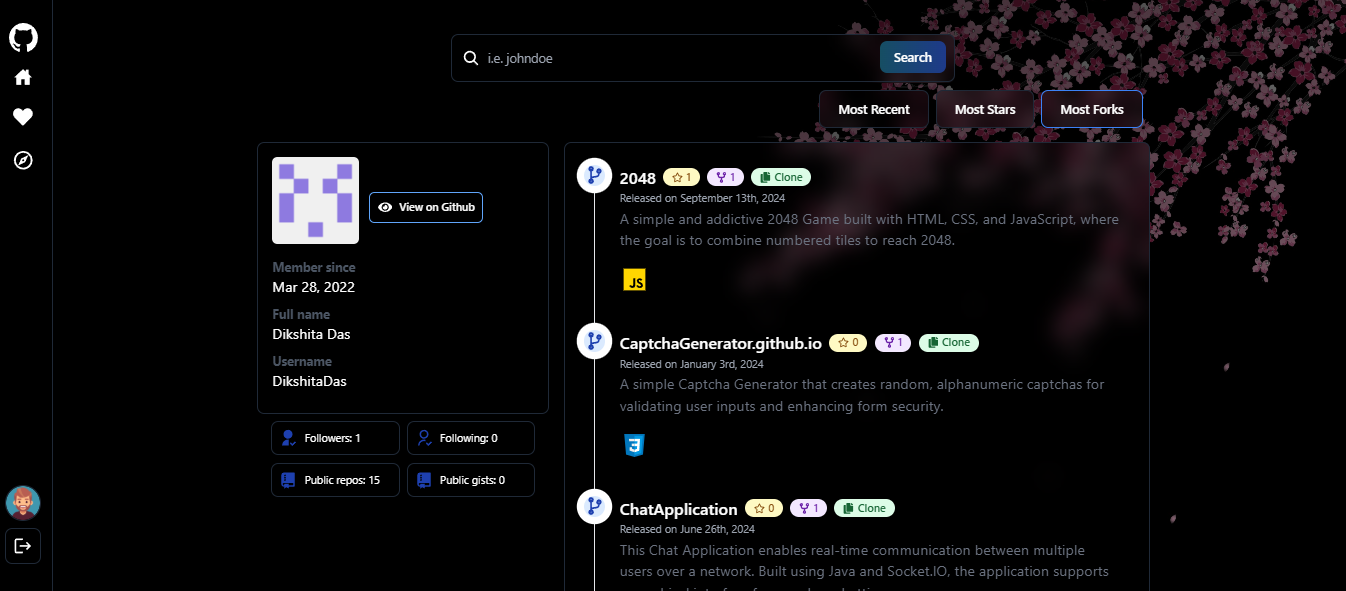 i.e. johndoe
Search
Most Recent
Most Stars
Most Forks
View on Github
Member since
Mar 28, 2022
Full name
Dikshita Das
Username
DikshitaDas
Followers: 1
Following: 0
Public repos: 15
Public gists: 0
2048 1 1 Clone
Released on September 13th, 2024
A simple and addictive 2048 Game built with HTML, CSS, and JavaScript, where
the goal is to combine numbered tiles to reach 2048.
JS
CaptchaGenerator.github.io 0 1 Clone
Released on January 3rd, 2024
A simple Captcha Generator that creates random, alphanumeric captchas for
validating user inputs and enhancing form security.
3
ChatApplication 0 1 Clone
Released on June 26th, 2024
This Chat Application enables real-time communication between multiple
users over a network. Built using Java and Socket.IO, the application supports